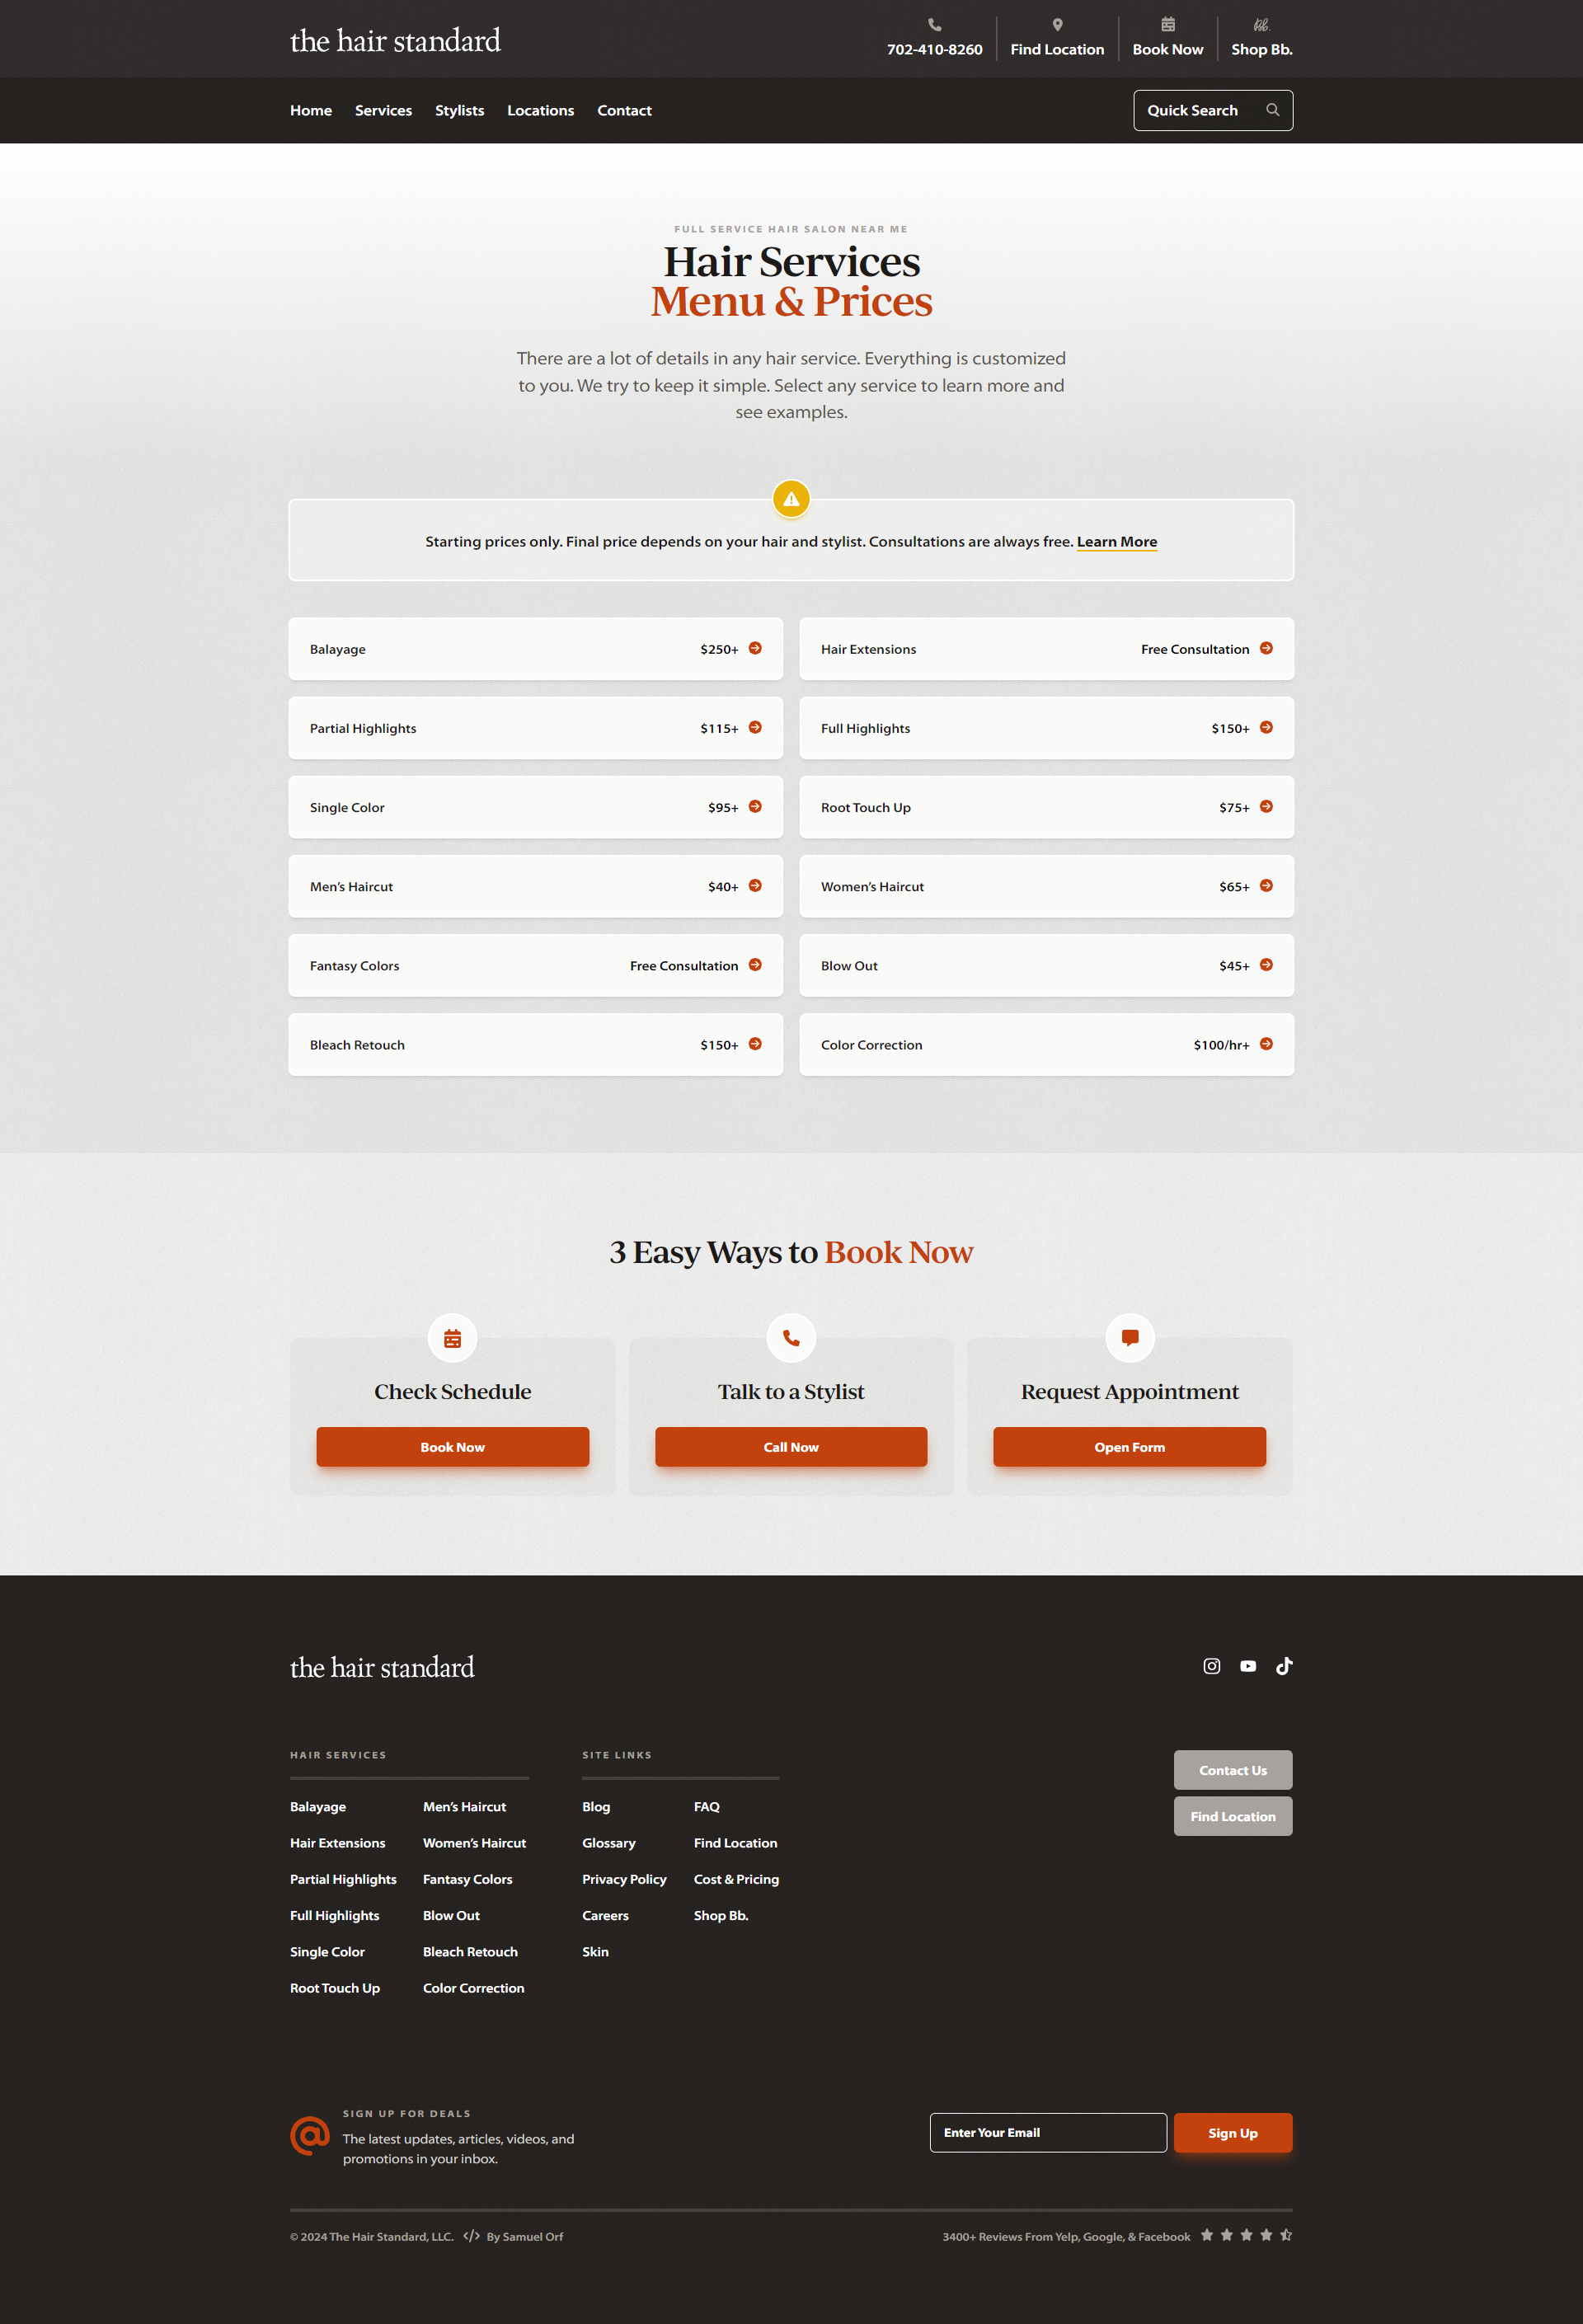 the hair standard
702-410-8260
Find Location
Book Now
Bb.
Shop Bb.
Home
Services
Stylists
Locations
Contact
Quick Search
FULL SERVICE HAIR SALON NEAR ME
Hair Services
Menu & Prices
There are a lot of details in any hair service. Everything is customized
to you. We try to keep it simple. Select any service to learn more and
see examples.
Starting prices only. Final price depends on your hair and stylist. Consultations are always free. Learn More
Balayage $250+
Hair Extensions Free Consultation
Partial Highlights $115+
Full Highlights $150+
Single Color $95+
Root Touch Up $75+
Men’s Haircut $40+
Women’s Haircut $65+
Fantasy Colors Free Consultation
Blow Out $45+
Bleach Retouch $150+
Color Correction $100/hr+
3 Easy Ways to Book Now
Check Schedule
Book Now
Talk to a Stylist
Call Now
Request Appointment
Open Form
the hair standard
HAIR SERVICES
Balayage
Hair Extensions
Partial Highlights
Full Highlights
Single Color
Root Touch Up
Men’s Haircut
Women’s Haircut
Fantasy Colors
Blow Out
Bleach Retouch
Color Correction
SITE LINKS
Blog
Glossary
Privacy Policy
Careers
Skin
FAQ
Find Location
Cost & Pricing
Shop Bb.
Contact Us
Find Location
SIGN UP FOR DEALS
The latest updates, articles, videos, and
promotions in your inbox.
Enter Your Email
Sign Up
© 2024 The Hair Standard, LLC. </> By Samuel Orf
3400+ Reviews From Yelp, Google, & Facebook